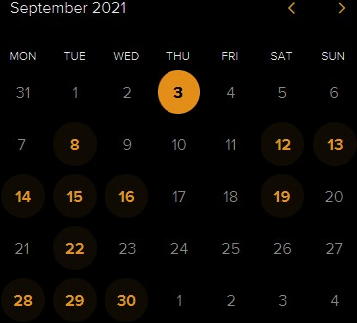 September 2021 < >
MON TUE WED THU FRI SAT SUN
31 1 2 3 4 5 6
7 8 9 10 11 12 13
14 15 16 17 18 19 20
21 22 23 24 25 26 27
28 29 30 1 2 3 4